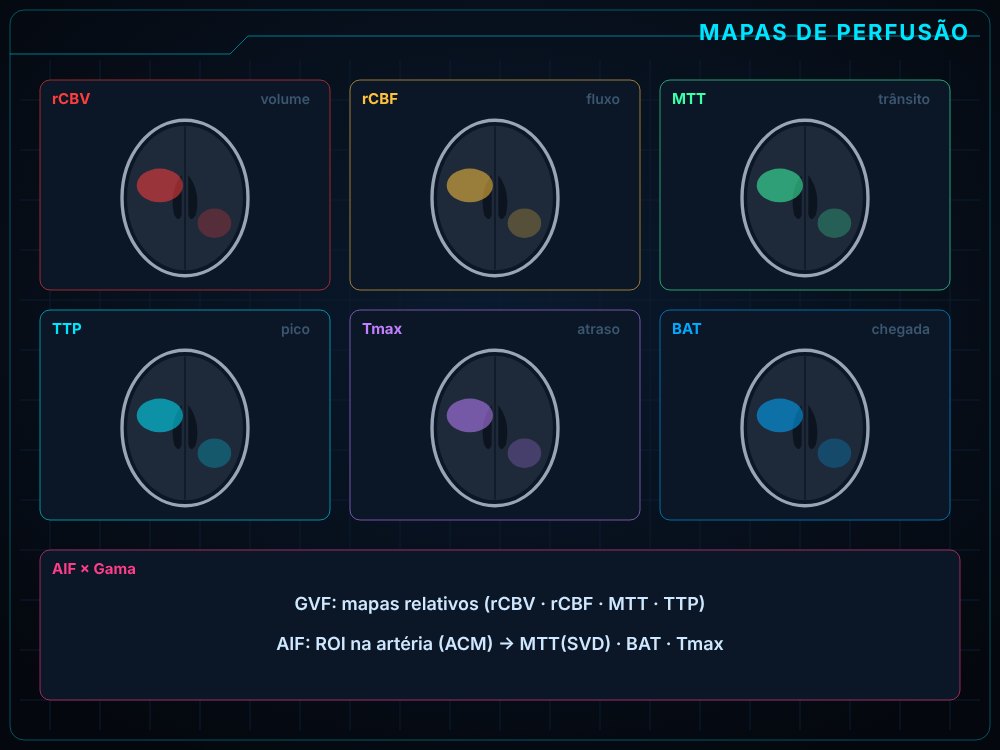 MAPAS DE PERFUSÃO
rCBV volume
rCBF fluxo
MTT trânsito
TTP pico
Tmax atraso
BAT chegada
AIF × Gama
GVF: mapas relativos (rCBV · rCBF · MTT · TTP)
AIF: ROI na artéria (ACM) → MTT(SVD) · BAT · Tmax